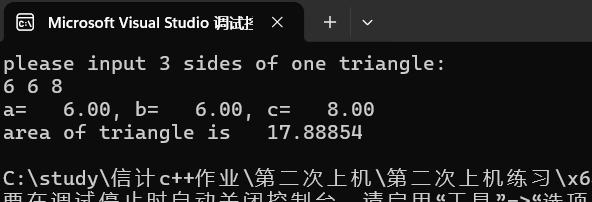 Microsoft Visual Studio 调试控
please input 3 sides of one triangle:
6 6 8
a=   6.00, b=   6.00, c=   8.00
area of triangle is   17.88854
C:\study\信计c++作业\第二次上机\第二次上机练习\x6
要在调试停止时自动关闭控制台，请启用“工具”->“选项